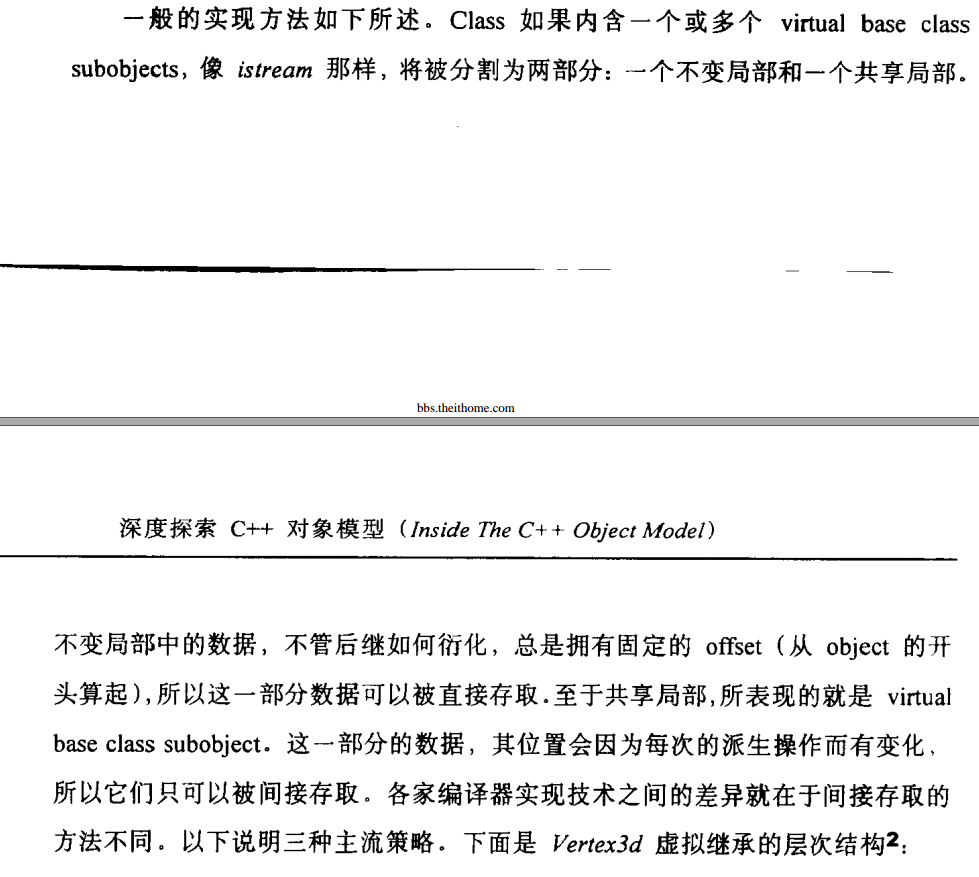 一般的实现方法如下所述。Class 如果内含一个或多个 virtual base class
subobjects，像 istream 那样，将被分割为两部分：一个不变局部和一个共享局部。
bbs.theithome.com
深度探索 C++ 对象模型（Inside The C++ Object Model）
不变局部中的数据，不管后继如何衍化，总是拥有固定的 offset（从 object 的开
头算起），所以这一部分数据可以被直接存取。至于共享局部，所表现的就是 virtual
base class subobject。这一部分的数据，其位置会因为每次的派生操作而有变化，
所以它们只可以被间接存取。各家编译器实现技术之间的差异就在于间接存取的
方法不同。以下说明三种主流策略。下面是 Vertex3d 虚拟继承的层次结构2：